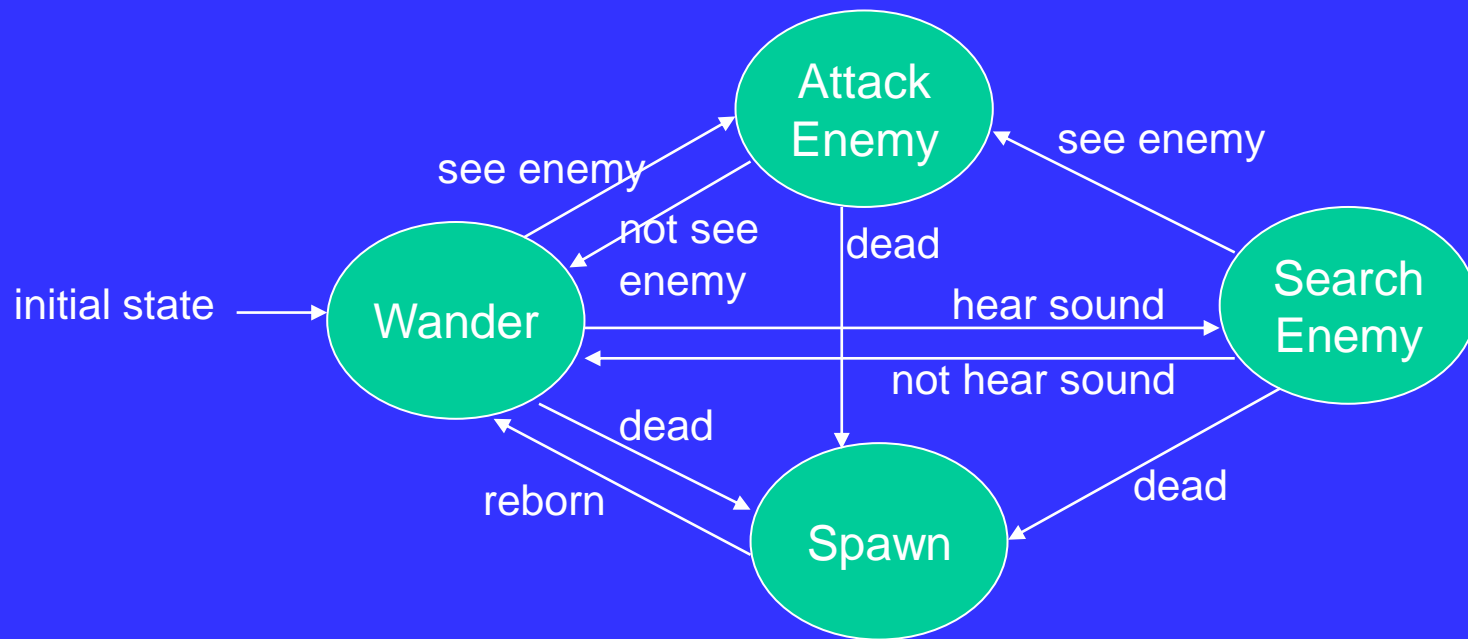 Attack
Enemy
see enemy
see enemy
not see
enemy
dead
initial state
Wander
hear sound
Search
Enemy
not hear sound
dead
reborn
dead
Spawn